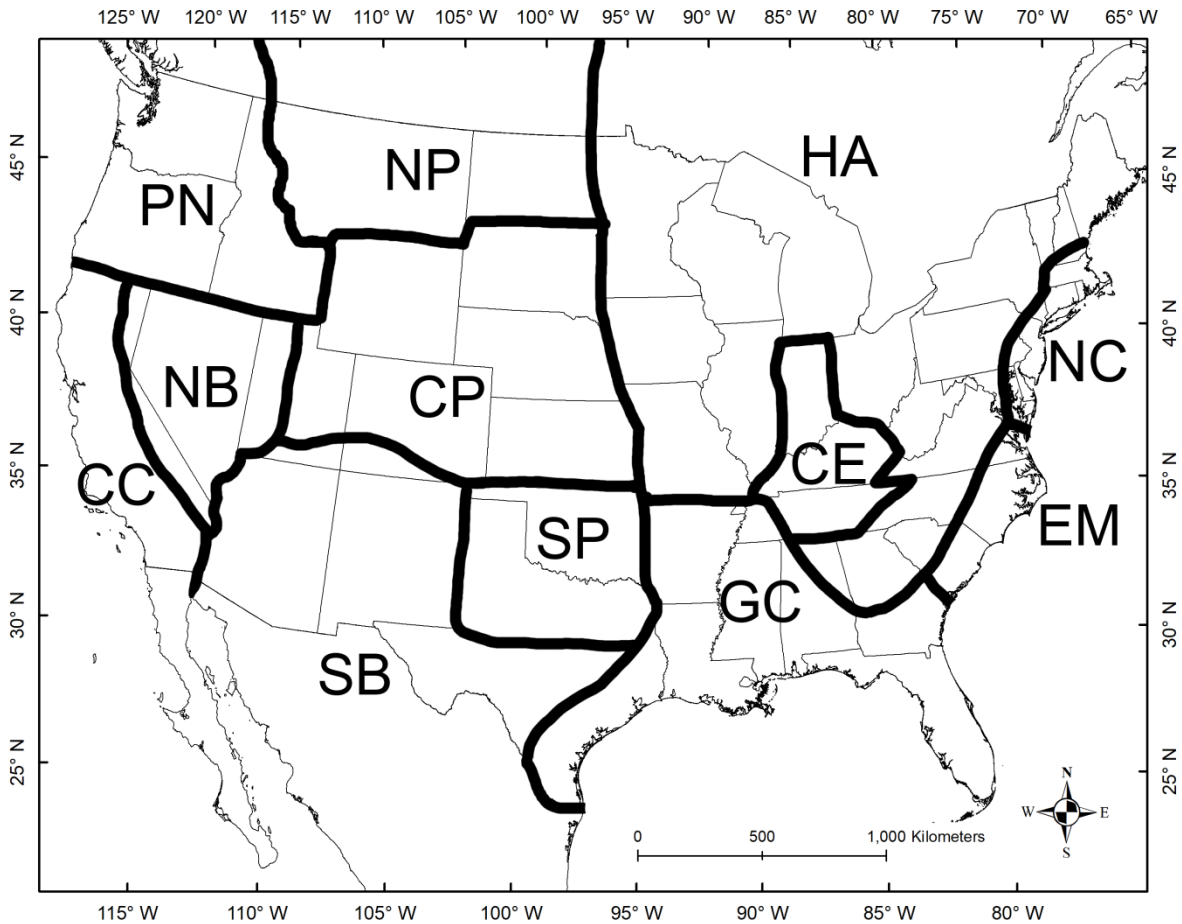 125° W 120° W 115° W 110° W 105° W 100° W 95° W 90° W 85° W 80° W 75° W 70° W 65° W
45° N
45° N
HA
NP
PN
40° N
40° N
NC
NB
CP
CE
35° N
35° N
CC
SP
EM
GC
30° N
30° N
SB
25° N
25° N
N
W E
S
0 500 1,000 Kilometers
115° W 110° W 105° W 100° W 95° W 90° W 85° W 80° W